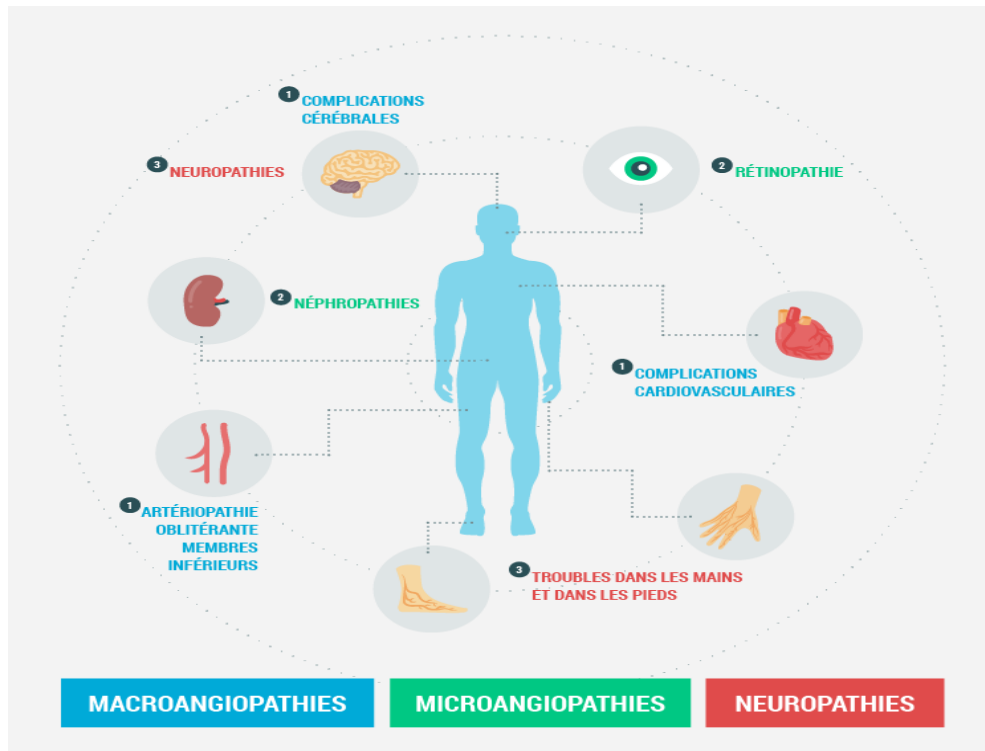 1 COMPLICATIONS
CÉRÉBRALES
3 NEUROPATHIES
2 RÉTINOPATHIE
2 NÉPHROPATHIES
1 COMPLICATIONS
CARDIOVASCULAIRES
1 ARTÉRIOPATHIE
OBLITÉRANTE
MEMBRES
INFÉRIEURS
3 TROUBLES DANS LES MAINS
ET DANS LES PIEDS
MACROANGIOPATHIES
MICROANGIOPATHIES
NEUROPATHIES